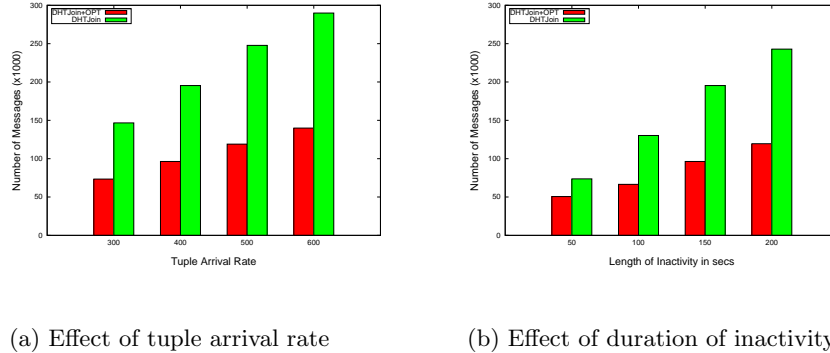 DHTJoin+OPT
DHTJoin
300
250
200
150
100
50
0
Number of Messages (x1000)
300 400 500 600
Tuple Arrival Rate
(a) Effect of tuple arrival rate
DHTJoin+OPT
DHTJoin
300
250
200
150
100
50
0
Number of Messages (x1000)
50 100 150 200
Length of Inactivity in secs
(b) Effect of duration of inactivity